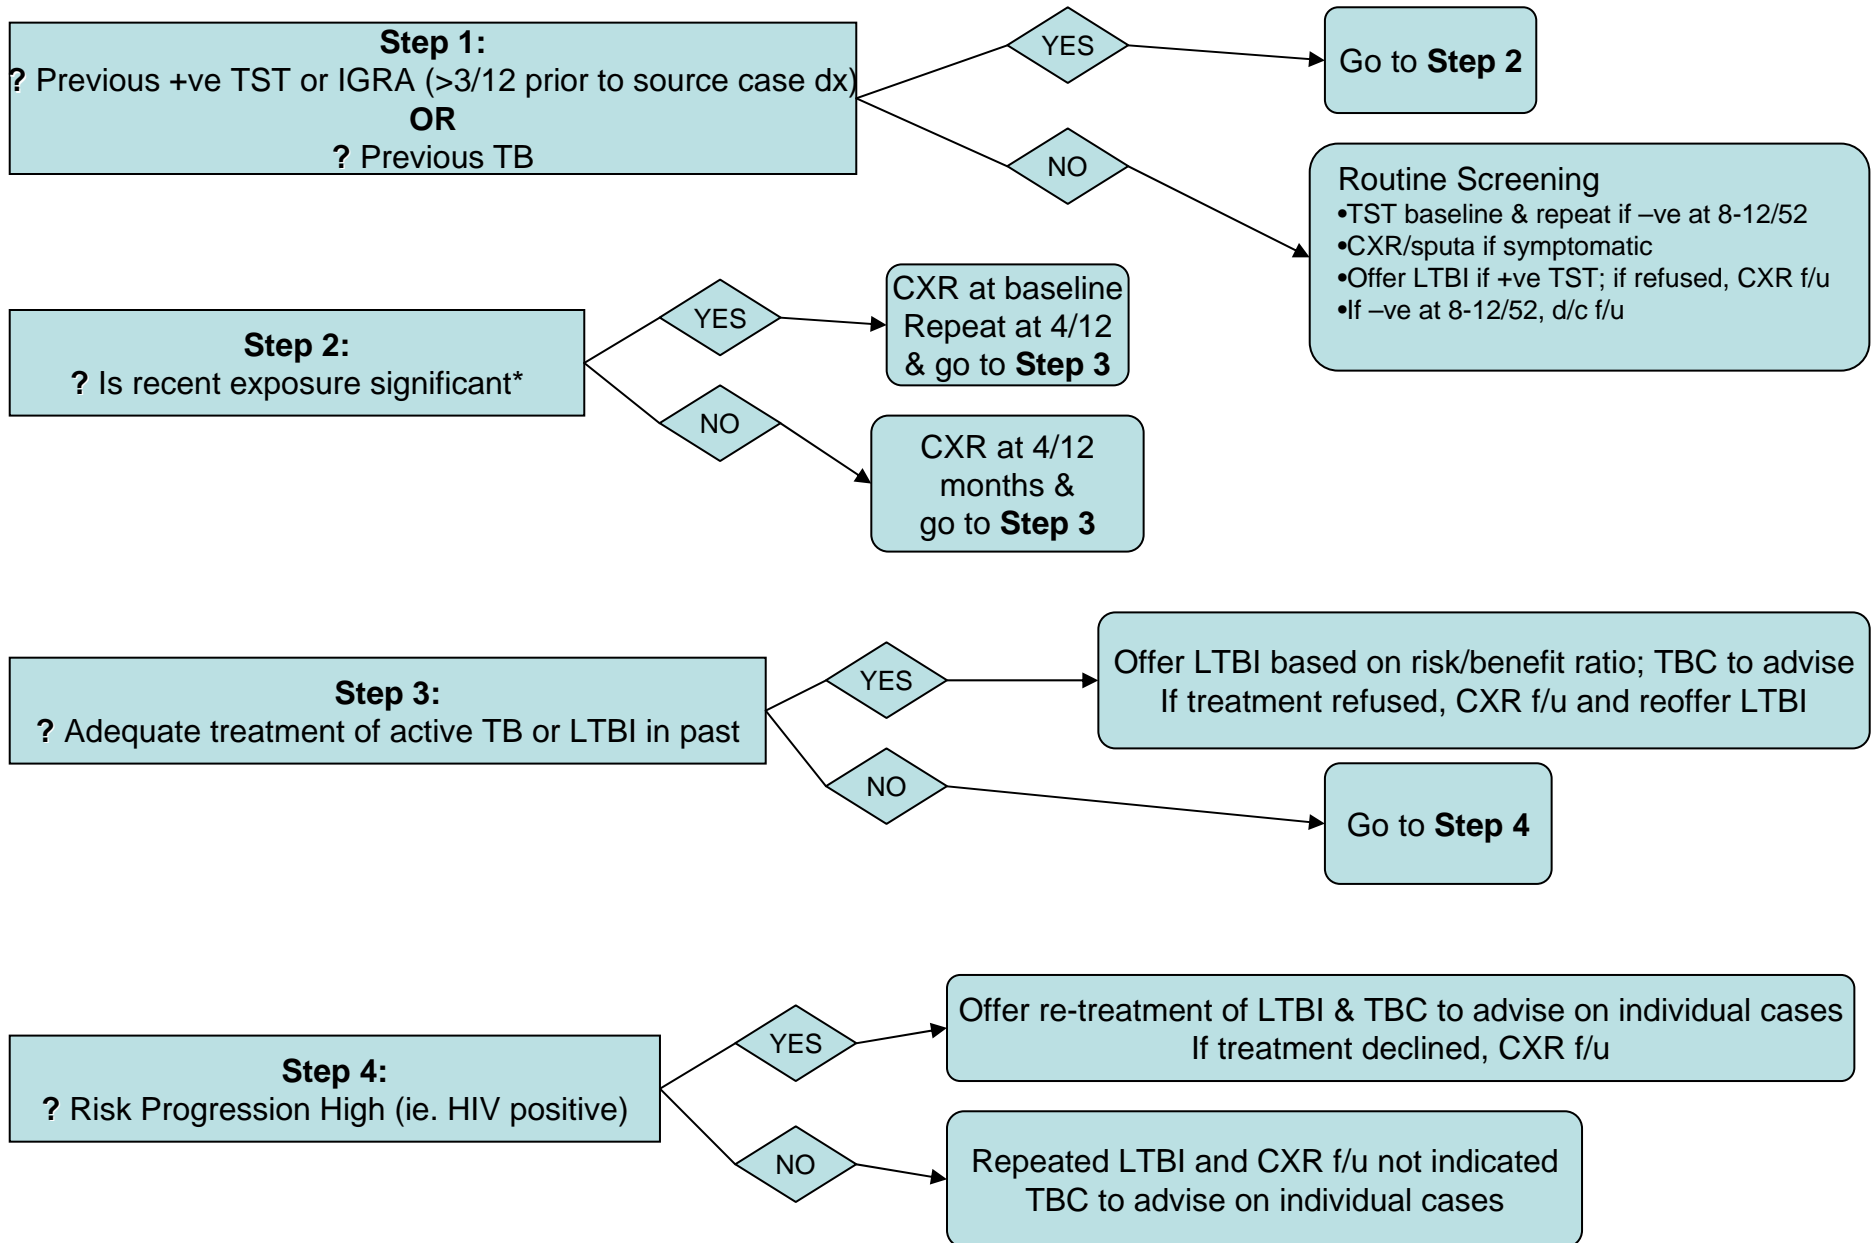 Step 1:
? Previous +ve TST or IGRA (>3/12 prior to source case dx)
OR
? Previous TB
YES
Go to Step 2
NO
Routine Screening
•TST baseline & repeat if –ve at 8-12/52
•CXR/sputa if symptomatic
•Offer LTBI if +ve TST; if refused, CXR f/u
•If –ve at 8-12/52, d/c f/u
Step 2:
? Is recent exposure significant*
YES
CXR at baseline
Repeat at 4/12
& go to Step 3
NO
CXR at 4/12
months &
go to Step 3
Step 3:
? Adequate treatment of active TB or LTBI in past
YES
Offer LTBI based on risk/benefit ratio; TBC to advise
If treatment refused, CXR f/u and reoffer LTBI
NO
Go to Step 4
Step 4:
? Risk Progression High (ie. HIV positive)
YES
Offer re-treatment of LTBI & TBC to advise on individual cases
If treatment declined, CXR f/u
NO
Repeated LTBI and CXR f/u not indicated
TBC to advise on individual cases